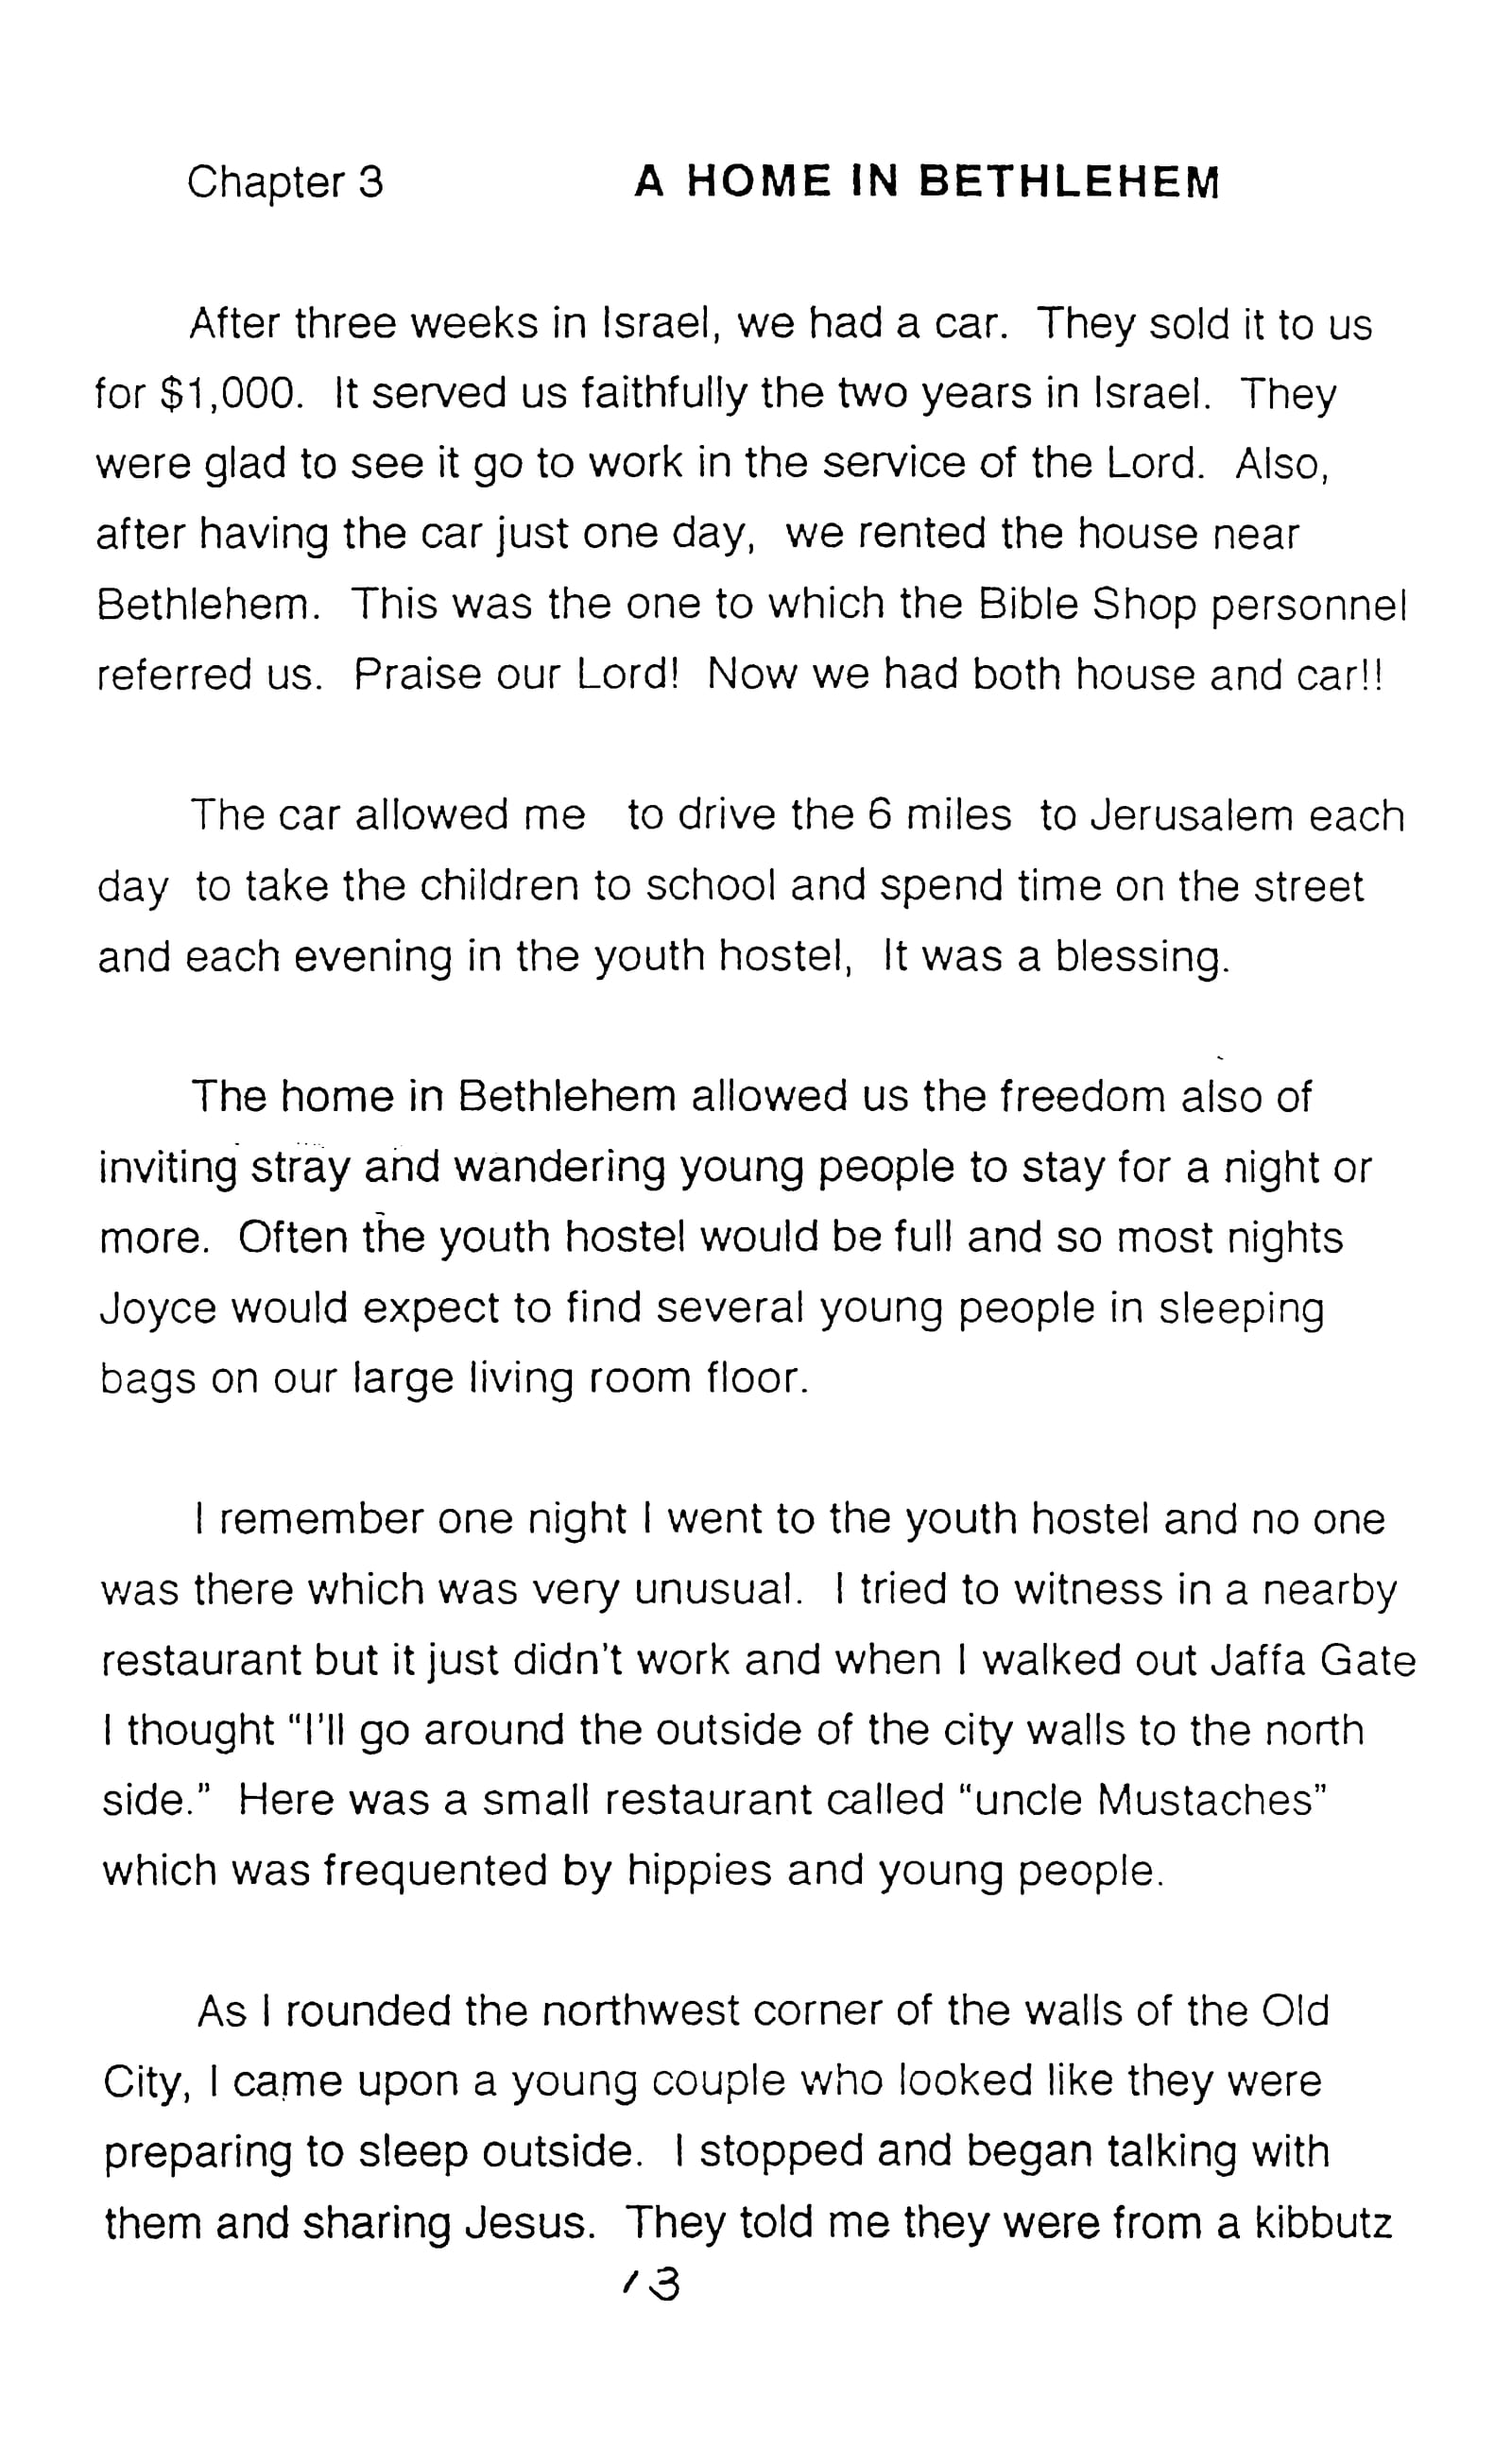 Chapter 3 A HOME IN BETHLEHEM
After three weeks in Israel, we had a car. They sold it to us
for $1,000. It served us faithfully the two years in Israel. They
were glad to see it go to work in the service of the Lord. Also,
after having the car just one day, we rented the house near
Bethlehem. This was the one to which the Bible Shop personnel
referred us. Praise our Lord! Now we had both house and car!!
The car allowed me to drive the 6 miles to Jerusalem each
day to take the children to school and spend time on the street
and each evening in the youth hostel, It was a blessing.
The home in Bethlehem allowed us the freedom also of
inviting stray and wandering young people to stay for a night or
more. Often the youth hostel would be full and so most nights
Joyce would expect to find several young people in sleeping
bags on our large living room floor.
I remember one night I went to the youth hostel and no one
was there which was very unusual. I tried to witness in a nearby
restaurant but it just didn't work and when I walked out Jaffa Gate
I thought "I'll go around the outside of the city walls to the north
side." Here was a small restaurant called "uncle Mustaches"
which was frequented by hippies and young people.
As I rounded the northwest corner of the walls of the Old
City, I came upon a young couple who looked like they were
preparing to sleep outside. I stopped and began talking with
them and sharing Jesus. They told me they were from a kibbutz
13